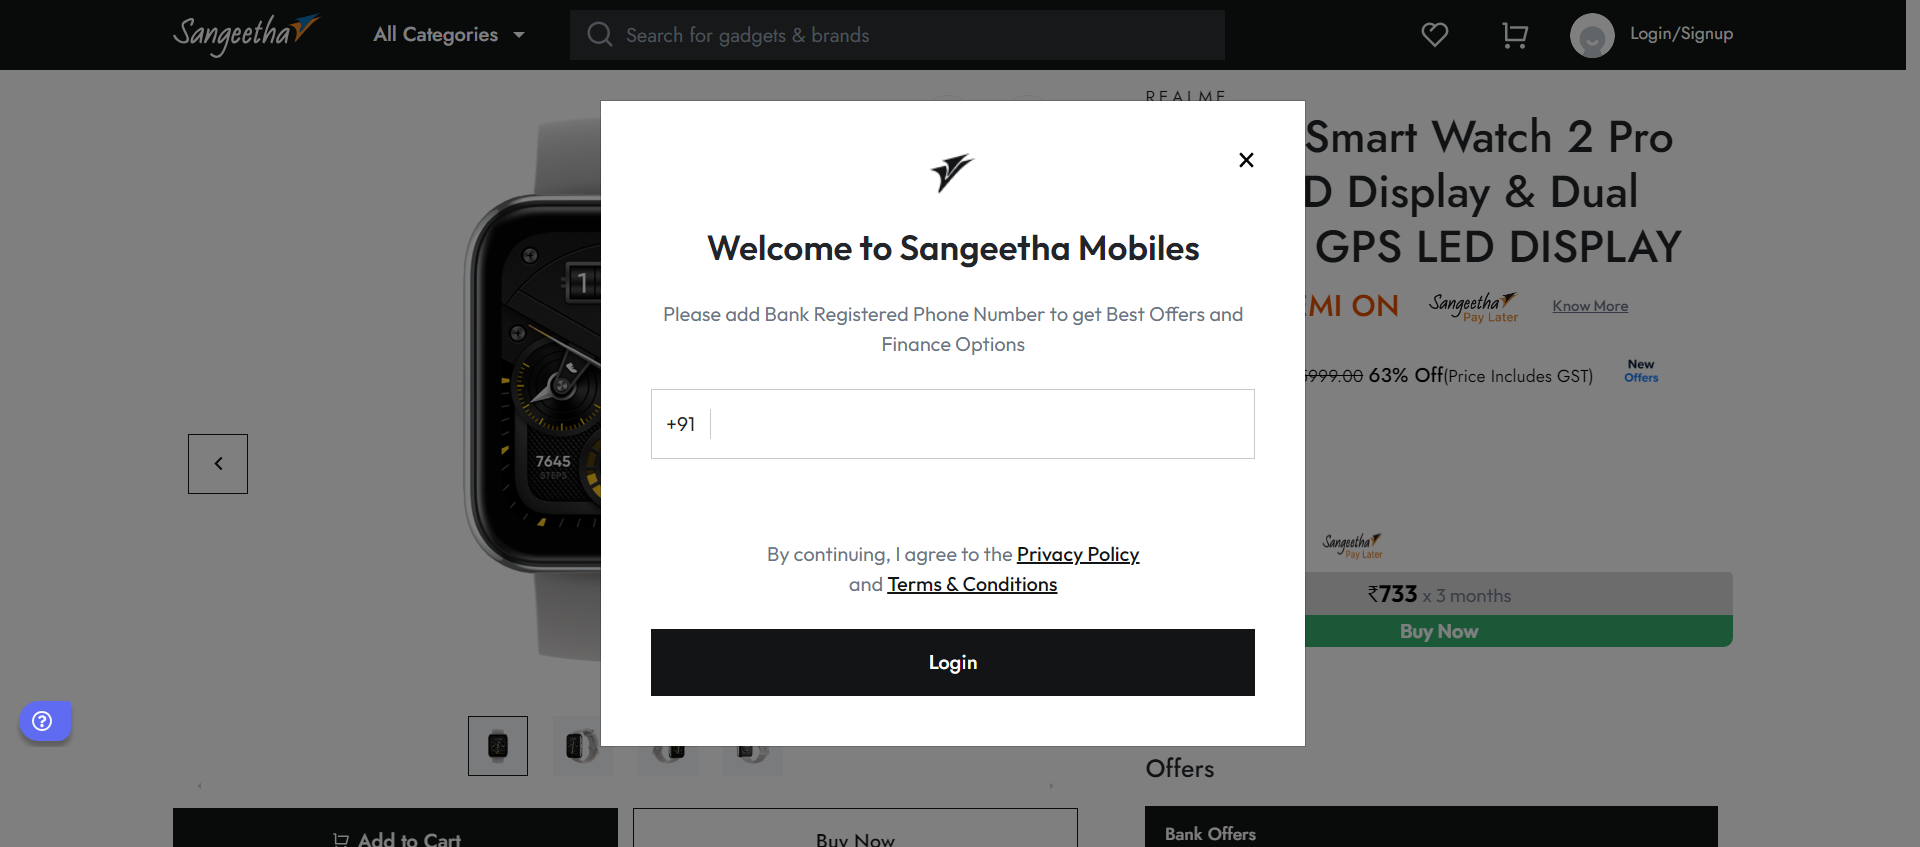 Sangeetha
All Categories
Search for gadgets & brands
Login/Signup
REALME
Smart Watch 2 Pro
D Display & Dual
GPS LED DISPLAY
EMI ON
Sangeetha
Pay Later
Know More
999.00 63% Off(Price Includes GST)
New
Offers
Welcome to Sangeetha Mobiles
Please add Bank Registered Phone Number to get Best Offers and
Finance Options
+91
By continuing, I agree to the Privacy Policy
and Terms & Conditions
Login
1
7645
STEPS
Sangeetha
Pay Later
₹733 x 3 months
Buy Now
Offers
Add to Cart
Buy Now
Bank Offers